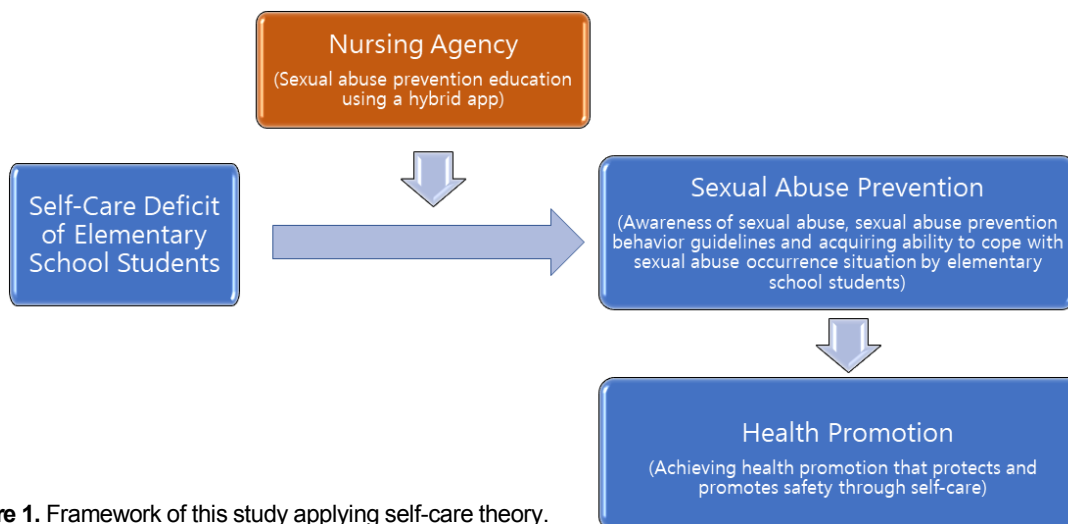 Nursing Agency
(Sexual abuse prevention education
using a hybrid app)
Self-Care Deficit
of Elementary
School Students
Sexual Abuse Prevention
(Awareness of sexual abuse, sexual abuse prevention
behavior guidelines and acquiring ability to cope with
sexual abuse occurrence situation by elementary
school students)
Health Promotion
(Achieving health promotion that protects and
promotes safety through self-care)
re 1. Framework of this study applying self-care theory.